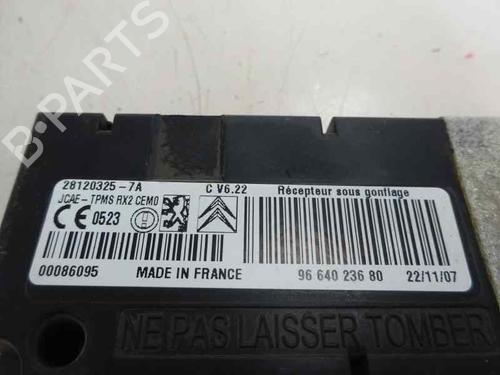 B-PARTS
28120325-7A
C V6.22
Récepteur sous gonflage
JCAE-TPMS RX2 CEM0
CE 0523
00086095
MADE IN FRANCE
96 640 236 80
22/11/07
NE PAS LAISSER TOMBER